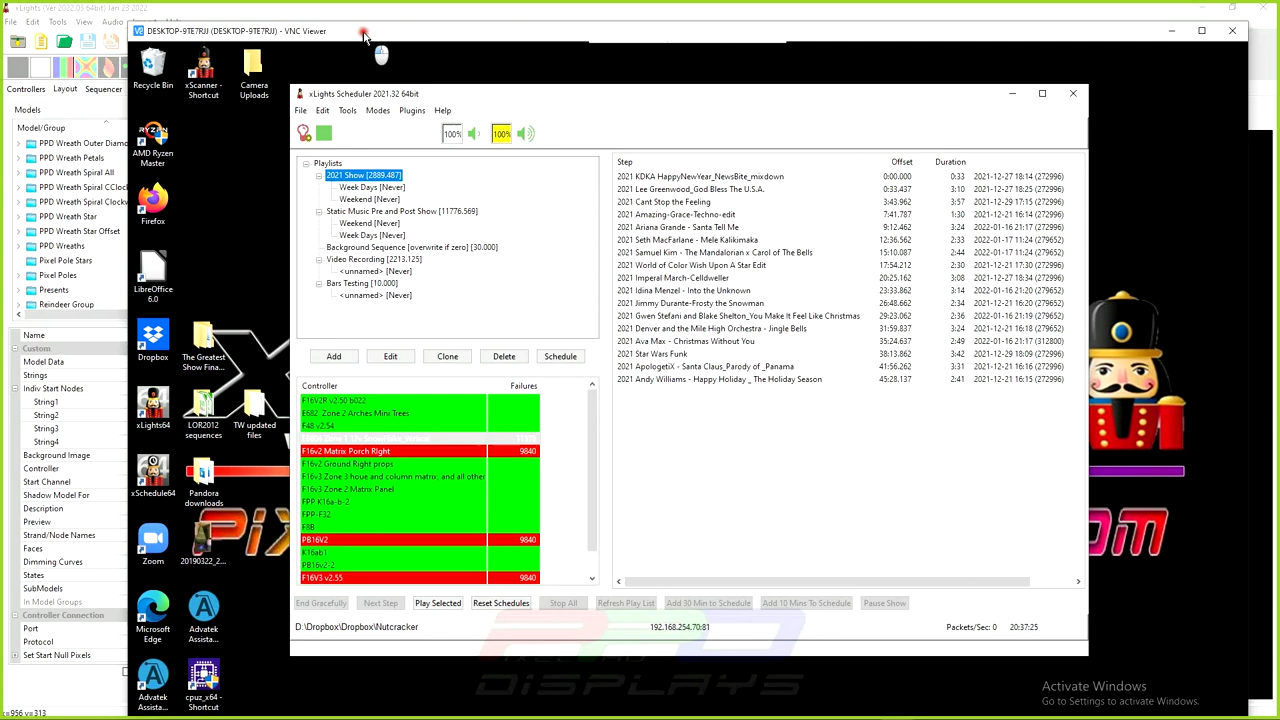 xLights (Ver 2022.03 64bit) Jan 23 2022
File Edit Tools View Audio
DESKTOP-9TE7RJJ (DESKTOP-9TE7RJJ) - VNC Viewer
Controllers Layout Sequencer
Models
Model/Group
PPD Wreath Outer Diamo
PPD Wreath Petals
PPD Wreath Spiral All
PPD Wreath Spiral CClock
PPD Wreath Spiral Clockw
PPD Wreath Star
PPD Wreath Star Offset
PPD Wreaths
Pixel Pole Stars
Pixel Poles
Presents
Reindeer Group
Name
Custom
Model Data
Strings
Indiv Start Nodes
String1
String2
String3
String4
Background Image
Controller
Start Channel
Shadow Model For
Description
Preview
Strand/Node Names
Faces
Dimming Curves
States
SubModels
In Model Groups
Controller Connection
Port
Protocol
Set Start Null Pixels
x=956 y=313
Recycle Bin
xScanner - Shortcut
Camera Uploads
RYZEN
AMD Ryzen Master
Firefox
LibreOffice 6.0
Dropbox
The Greatest Show Fina...
xLights64
LOR2012 sequences
TW updated files
xSchedule64
Pandora downloads
Zoom
20190322_2...
Microsoft Edge
Advatek Assista...
Advatek Assista...
cpuz_x64 - Shortcut
xLights Scheduler 2021.32 64bit
File Edit Tools Modes Plugins Help
100% 100%
Playlists
2021 Show [2889.487]
Week Days [Never]
Weekend [Never]
Static Music Pre and Post Show [11776.569]
Weekend [Never]
Week Days [Never]
Background Sequence [overwrite if zero] [30.000]
Video Recording [2213.125]
<unnamed> [Never]
Bars Testing [10.000]
<unnamed> [Never]
Add Edit Clone Delete Schedule
Controller Failures
F16V2R v2.50 b022
E682 Zone 2 Arches Mini Trees
F48 v2.54
F16v2 Matrix Porch RIght 9840
F16v2 Ground Right props
F16v3 Zone 3 houe and column matrix, and all other
F16v3 Zone 2 Matrix Panel
FPP K16a-b-2
FPP-F32
F8B
PB16V2 9840
K16ab1
PB16v2-2
F16V3 v2.55 9840
Step Offset Duration
2021 KDKA HappyNewYear_NewsBite_mixdown 0:00.000 0:33 2021-12-27 18:14 (272996)
2021 Lee Greenwood_God Bless The U.S.A. 0:33.437 3:10 2021-12-27 18:25 (272996)
2021 Cant Stop the Feeling 3:43.962 3:57 2021-12-29 17:15 (272996)
2021 Amazing-Grace-Techno-edit 7:41.787 1:30 2021-12-21 16:14 (272996)
2021 Ariana Grande - Santa Tell Me 9:12.462 3:24 2022-01-16 21:17 (272996)
2021 Seth MacFarlane - Mele Kalikimaka 12:36.562 2:33 2021-01-17 11:24 (272996)
2021 Samuel Kim - The Mandalorian x Carol of The Bells 15:10.087 2:44 2022-01-17 11:24 (279652)
2021 World of Color Wish Upon A Star Edit 17:54.212 2:30 2021-12-21 17:30 (272996)
2021 Imperial March-Celldweller 20:25.162 3:08 2021-12-27 18:34 (272996)
2021 Idina Menzel - Into the Unknown 23:33.862 3:14 2022-01-16 21:20 (279652)
2021 Jimmy Durante-Frosty the Snowman 26:48.662 2:34 2021-12-21 16:20 (279652)
2021 Gwen Stefani and Blake Shelton_You Make It Feel Like Christmas 29:23.062 2:36 2022-01-16 21:19 (279652)
2021 Denver and the Mile High Orchestra - Jingle Bells 31:59.837 3:24 2021-12-29 18:48 (272996)
2021 Ava Max - Christmas Without You 35:24.637 2:49 2022-01-16 21:17 (312800)
2021 Star Wars Funk 38:13.862 3:42 2021-12-29 18:09 (272996)
2021 ApologetiX - Santa Claus_Parody of _Panama 41:56.262 3:31 2021-12-21 16:16 (272996)
2021 Andy Williams - Happy Holiday _ The Holiday Season 45:28.137 2:41 2021-12-21 16:15 (272996)
End Gracefully Next Step Play Selected Reset Schedules Stop All Refresh Play List Add 30 Min to Schedule Add 10 Mins To Schedule Pause Show
D:\Dropbox\Dropbox\Nutcracker 192.168.254.70:81 Packets/Sec: 0 20:37:25
DISPLAYS
Activate Windows
Go to Settings to activate Windows.